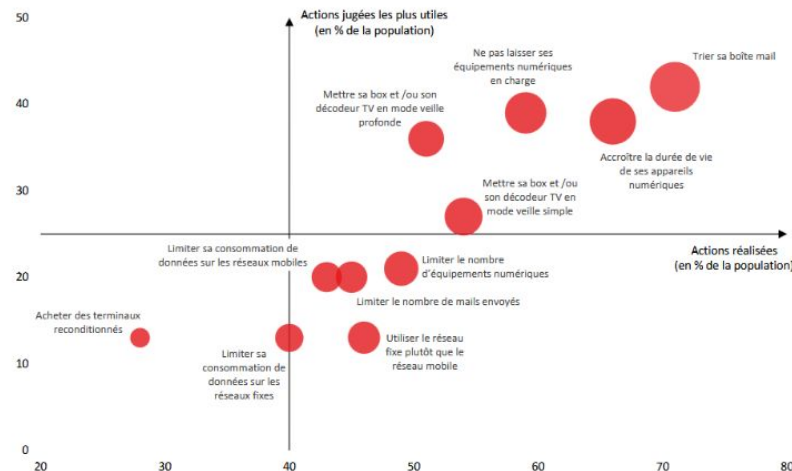 50
Actions jugées les plus utiles
(en % de la population)
Ne pas laisser ses
équipements numériques
en charge
Trier sa boîte mail
40
Mettre sa box et /ou son
décodeur TV en mode veille
profonde
Accroître la durée de vie
de ses appareils
numériques
30
Mettre sa box et /ou
son décodeur TV en
mode veille simple
Limiter sa consommation de
données sur les réseaux mobiles
Limiter le nombre
d'équipements numériques
Actions réalisées
(en % de la population)
20
Limiter le nombre de mails envoyés
Acheter des terminaux
reconditionnés
Limiter sa
consommation de
données sur les
réseaux fixes
Utiliser le réseau
fixe plutôt que le
réseau mobile
10
0
20
30
40
50
60
70
80